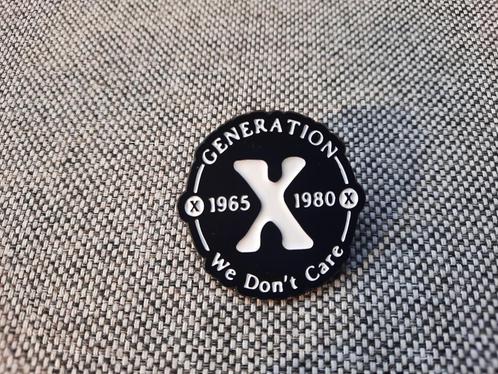 GENERATION
X 1965 X 1980 X
We Don't Care